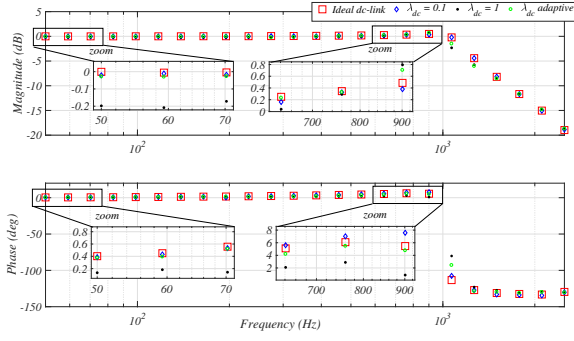 Ideal dc-link λdc = 0.1 λdc = 1 λdc adaptive
Magnitude (dB)
5
0
-5
-10
-15
-20
zoom
zoom
0
-0.1
-0.2
50 60 70
0.8
0.6
0.4
0.2
0
700 800 900
10²
10³
Phase (deg)
0
-50
-100
-150
zoom
zoom
0.8
0.6
0.4
0.2
0
50 60 70
8
6
4
2
700 800 900
10²
10³
Frequency (Hz)